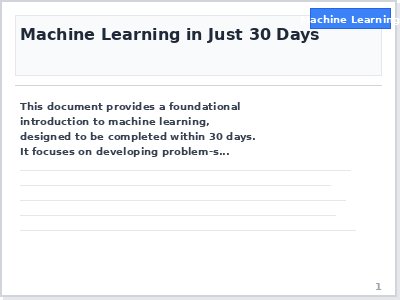 Machine Learning in Just 30 Days
achine Learning
This document provides a foundational
introduction to machine learning,
designed to be completed within 30 days.
It focuses on developing problem-s...
1